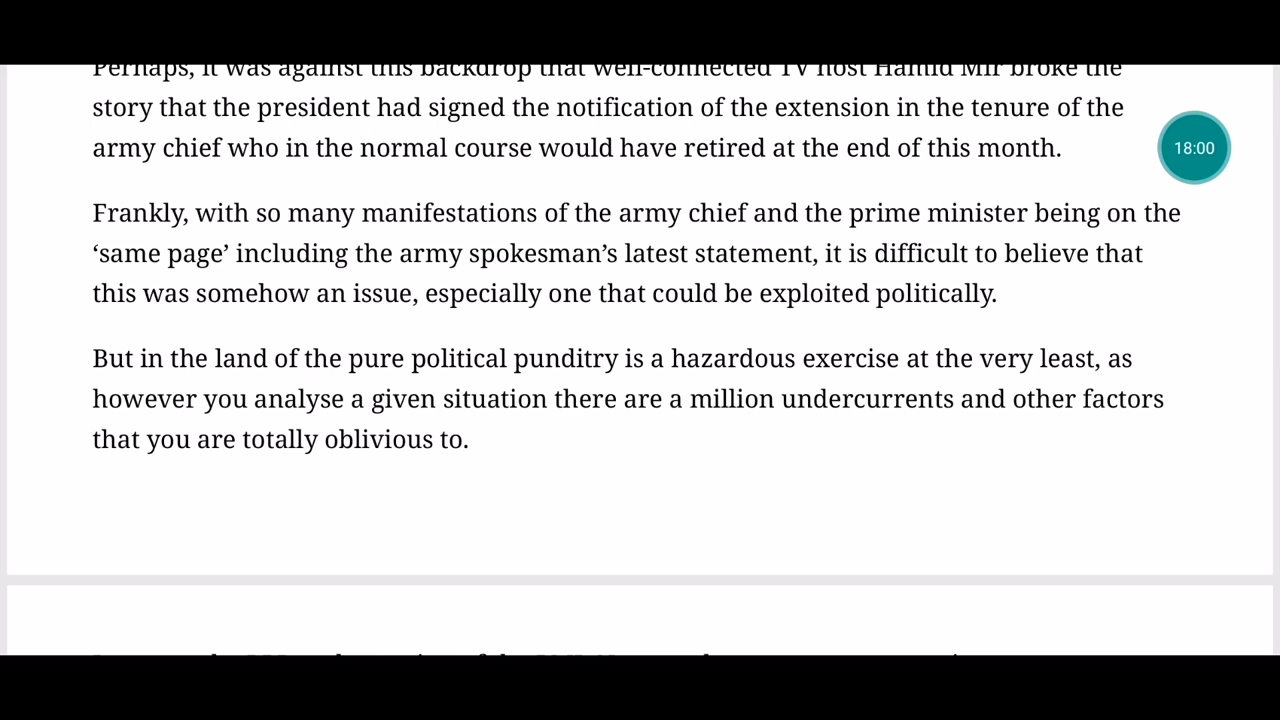 Perhaps, it was against this backdrop that well-connected TV host Hamid Mir broke the
story that the president had signed the notification of the extension in the tenure of the
army chief who in the normal course would have retired at the end of this month.
18:00
Frankly, with so many manifestations of the army chief and the prime minister being on the
‘same page’ including the army spokesman’s latest statement, it is difficult to believe that
this was somehow an issue, especially one that could be exploited politically.
But in the land of the pure political punditry is a hazardous exercise at the very least, as
however you analyse a given situation there are a million undercurrents and other factors
that you are totally oblivious to.